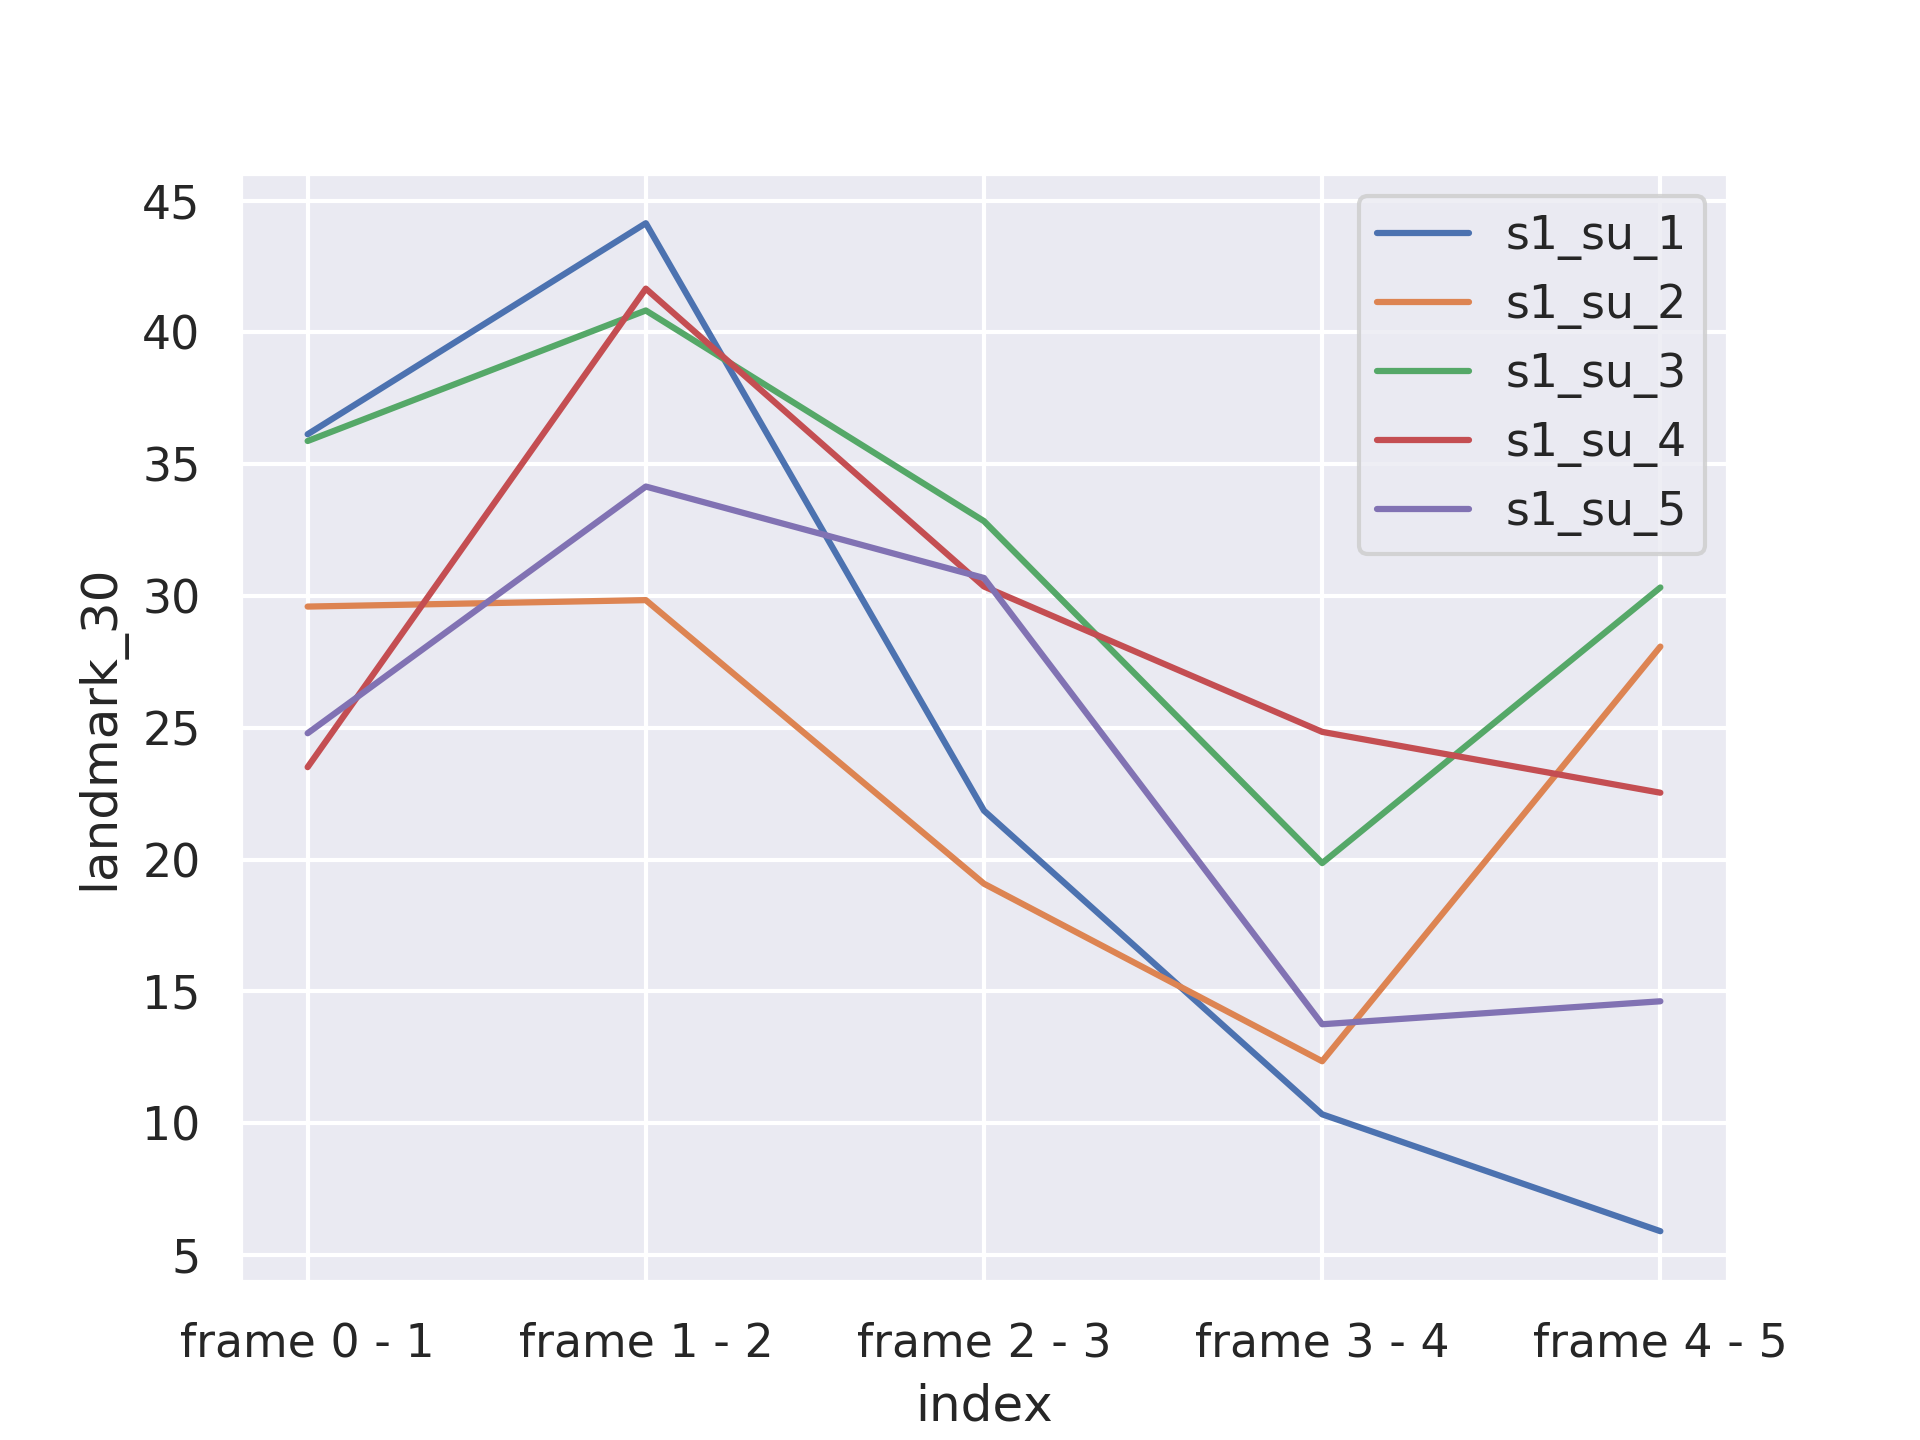 45
40
35
30
25
20
15
10
5
landmark_30
s1_su_1
s1_su_2
s1_su_3
s1_su_4
s1_su_5
frame 0 - 1 frame 1 - 2 frame 2 - 3 frame 3 - 4 frame 4 - 5
index